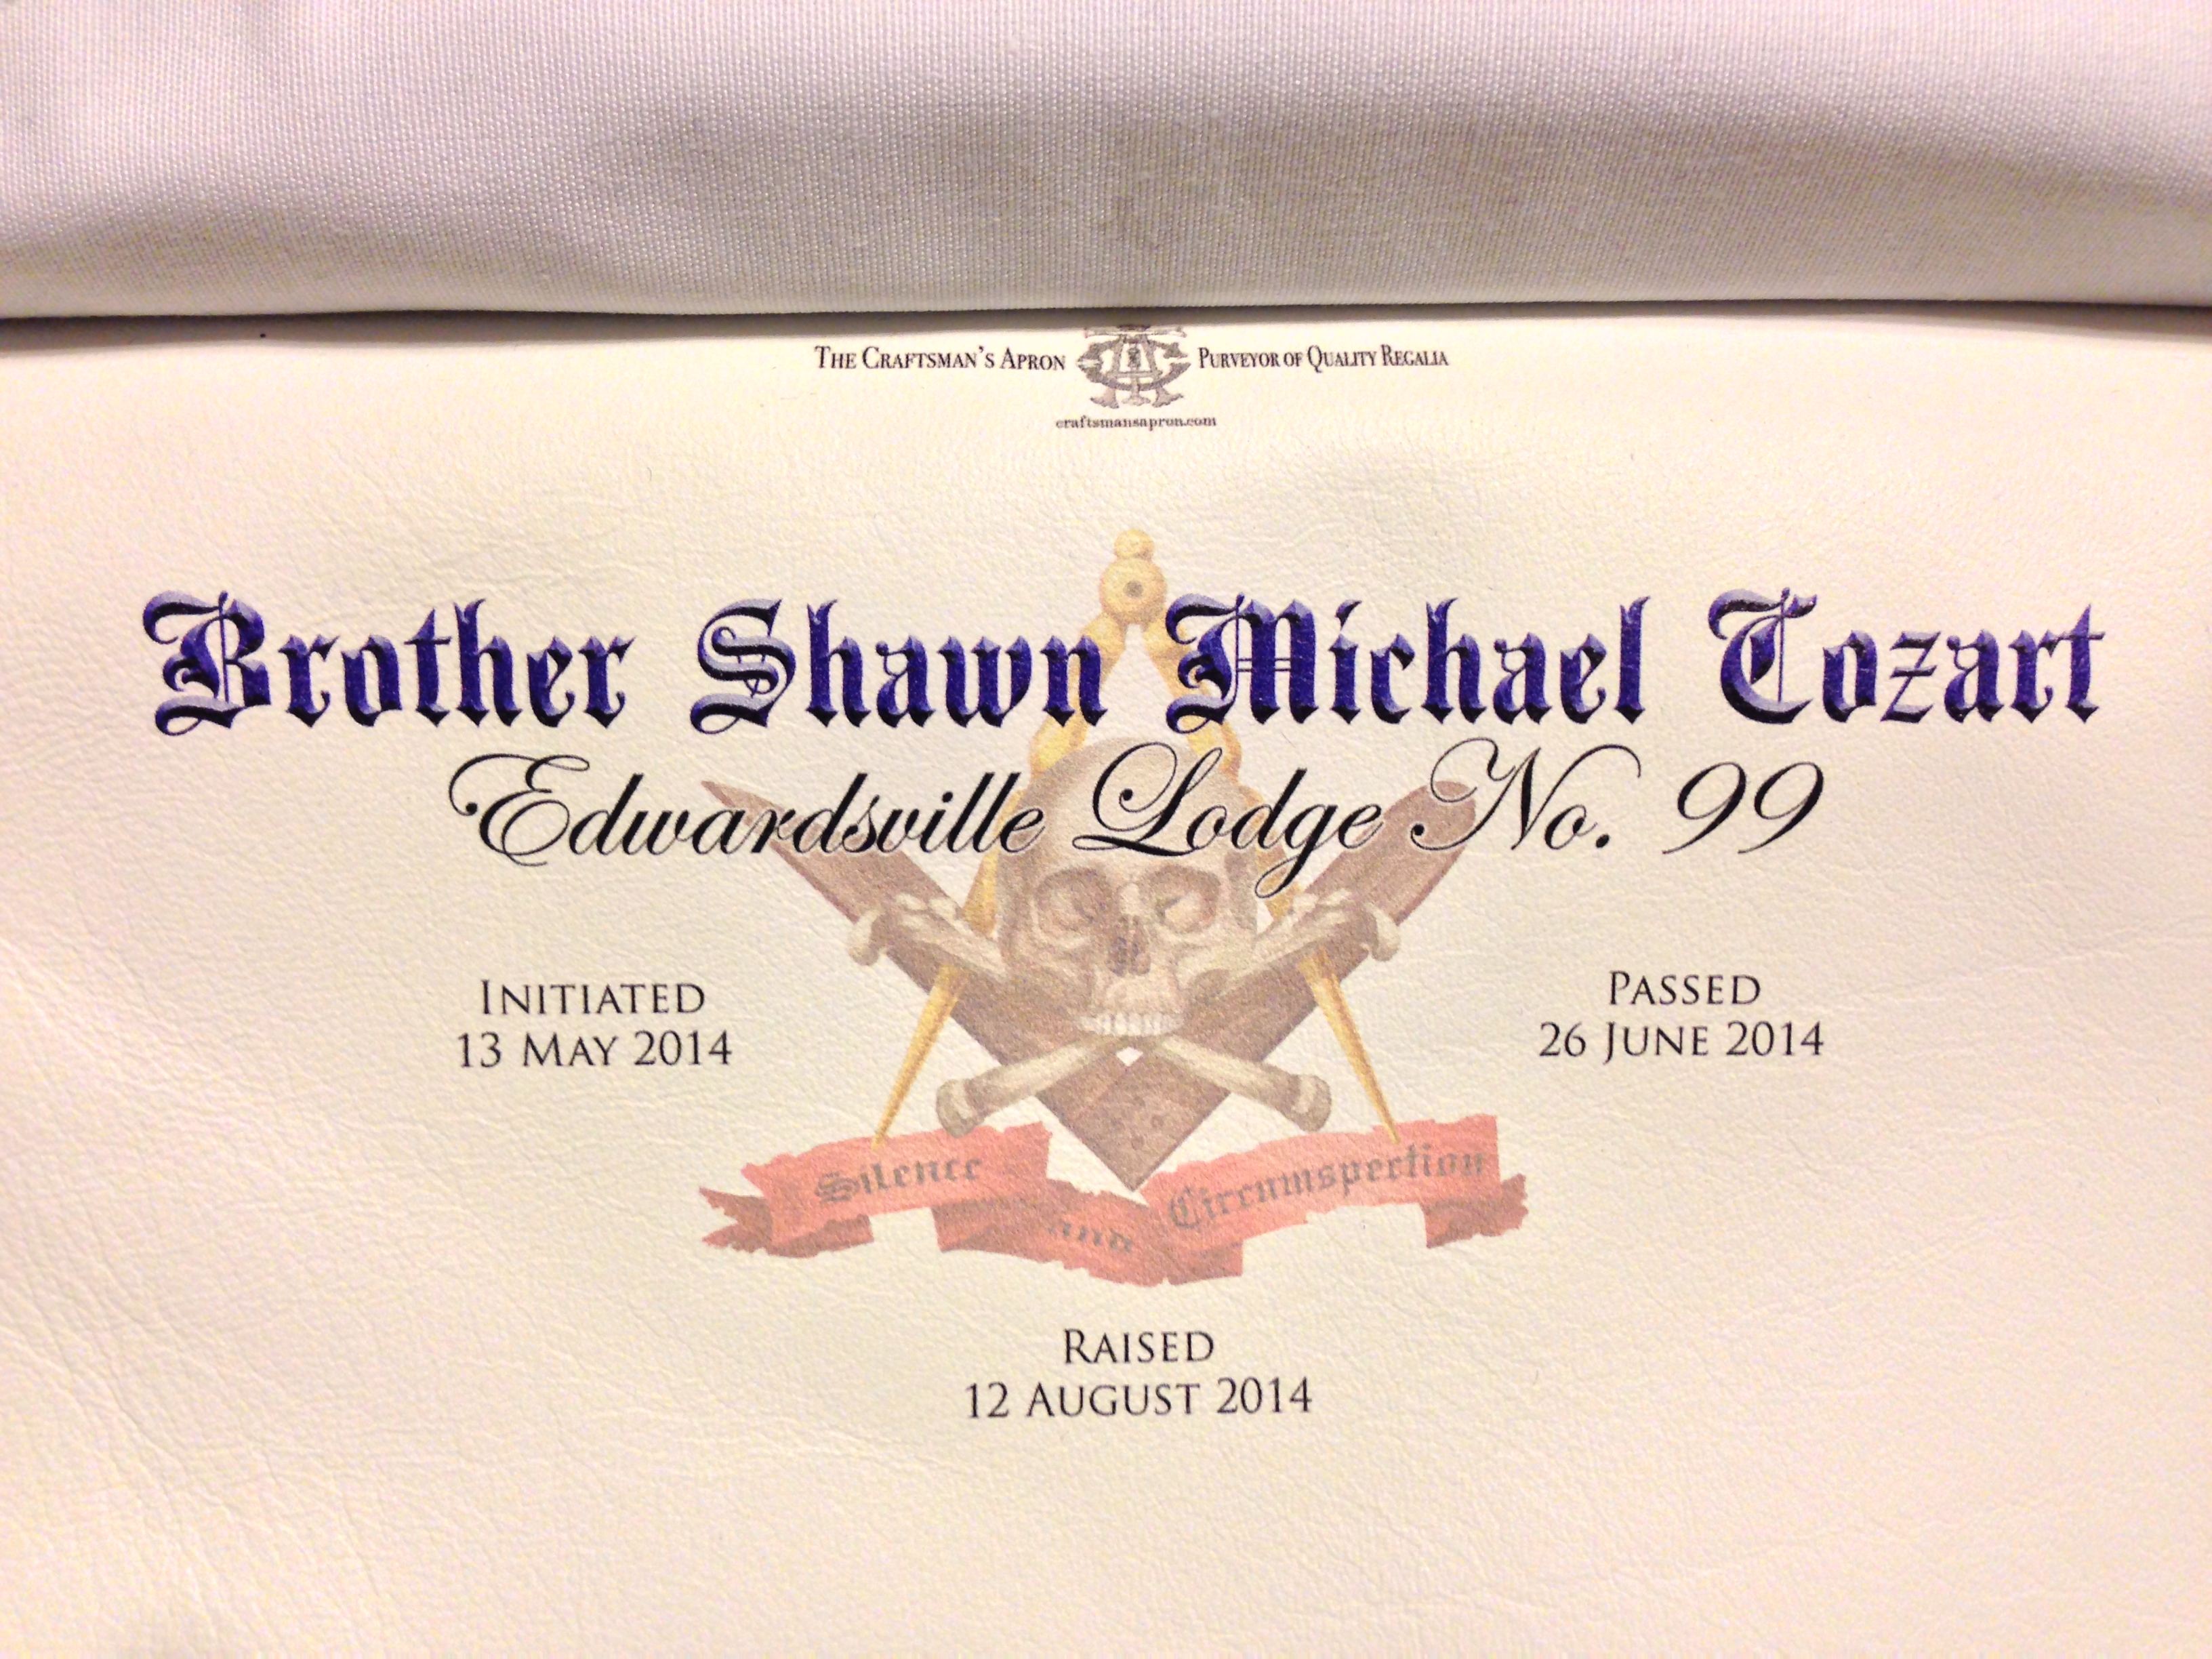 THE CRAFTSMAN'S APRON PURVEYOR OF QUALITY REGALIA
craftsmansapron.com
Brother Shawn Michael Cozart
Edwardsville Lodge No. 99
INITIATED
13 MAY 2014
PASSED
26 JUNE 2014
Silence and Circumspection
RAISED
12 AUGUST 2014